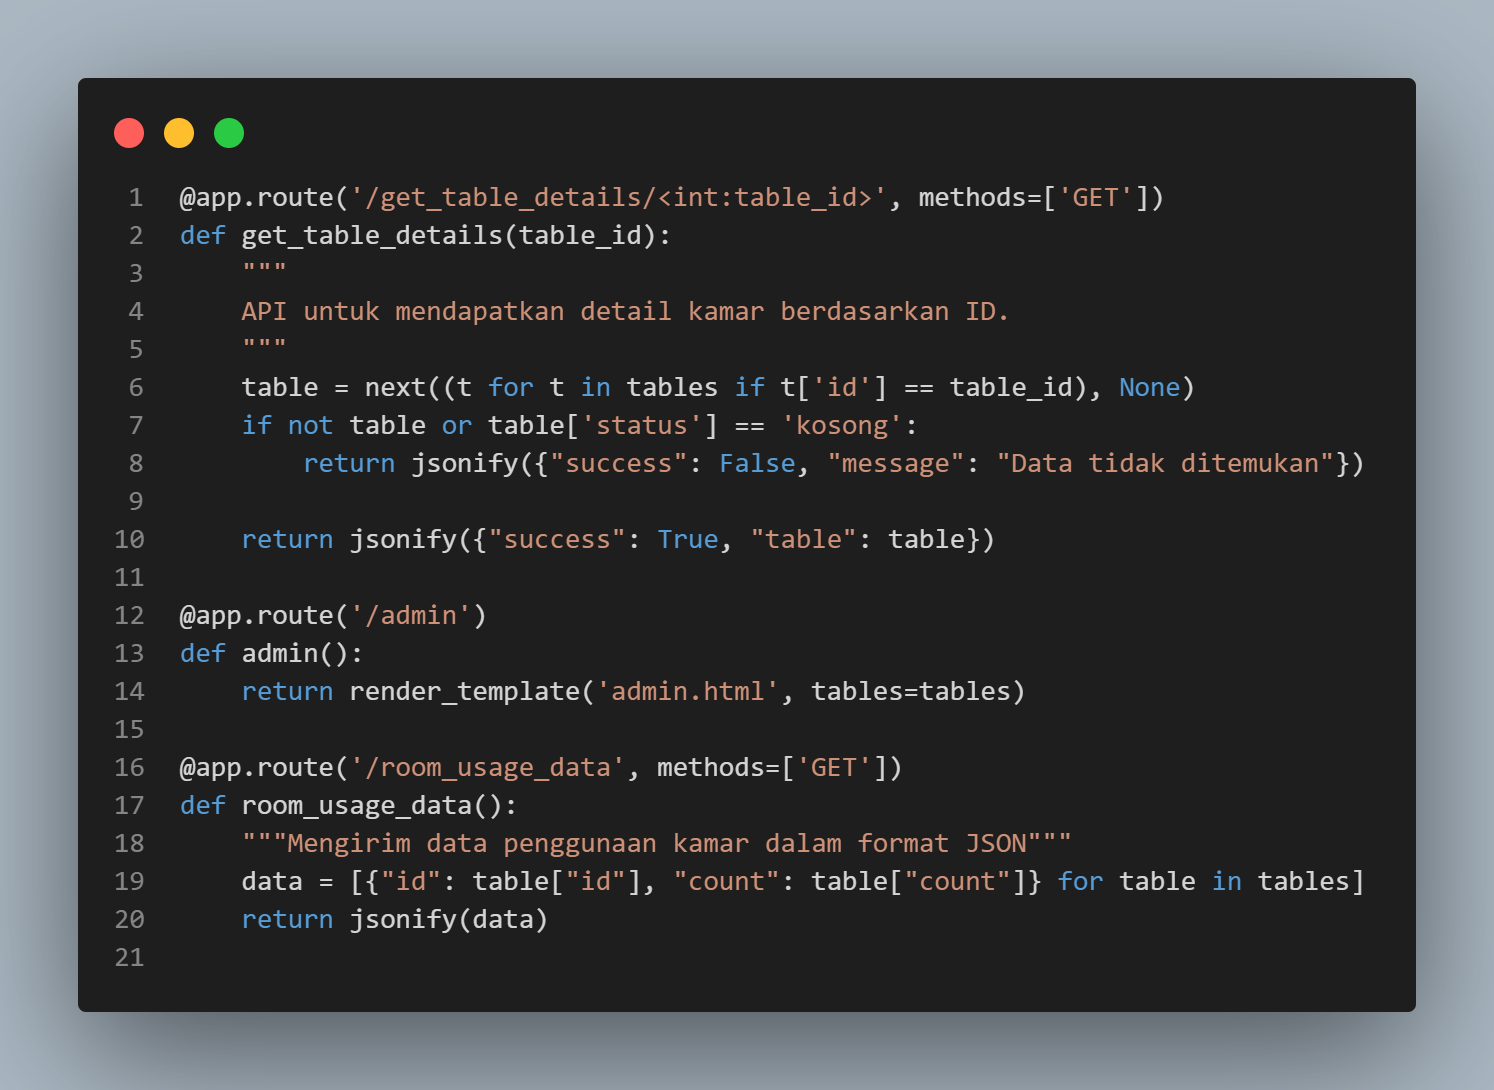 1 @app.route('/get_table_details/<int:table_id>', methods=['GET'])
2 def get_table_details(table_id):
3     """
4     API untuk mendapatkan detail kamar berdasarkan ID.
5     """
6     table = next((t for t in tables if t['id'] == table_id), None)
7     if not table or table['status'] == 'kosong':
8         return jsonify({"success": False, "message": "Data tidak ditemukan"})
9
10     return jsonify({"success": True, "table": table})
11
12 @app.route('/admin')
13 def admin():
14     return render_template('admin.html', tables=tables)
15
16 @app.route('/room_usage_data', methods=['GET'])
17 def room_usage_data():
18     """Mengirim data penggunaan kamar dalam format JSON"""
19     data = [{"id": table["id"], "count": table["count"]} for table in tables]
20     return jsonify(data)
21